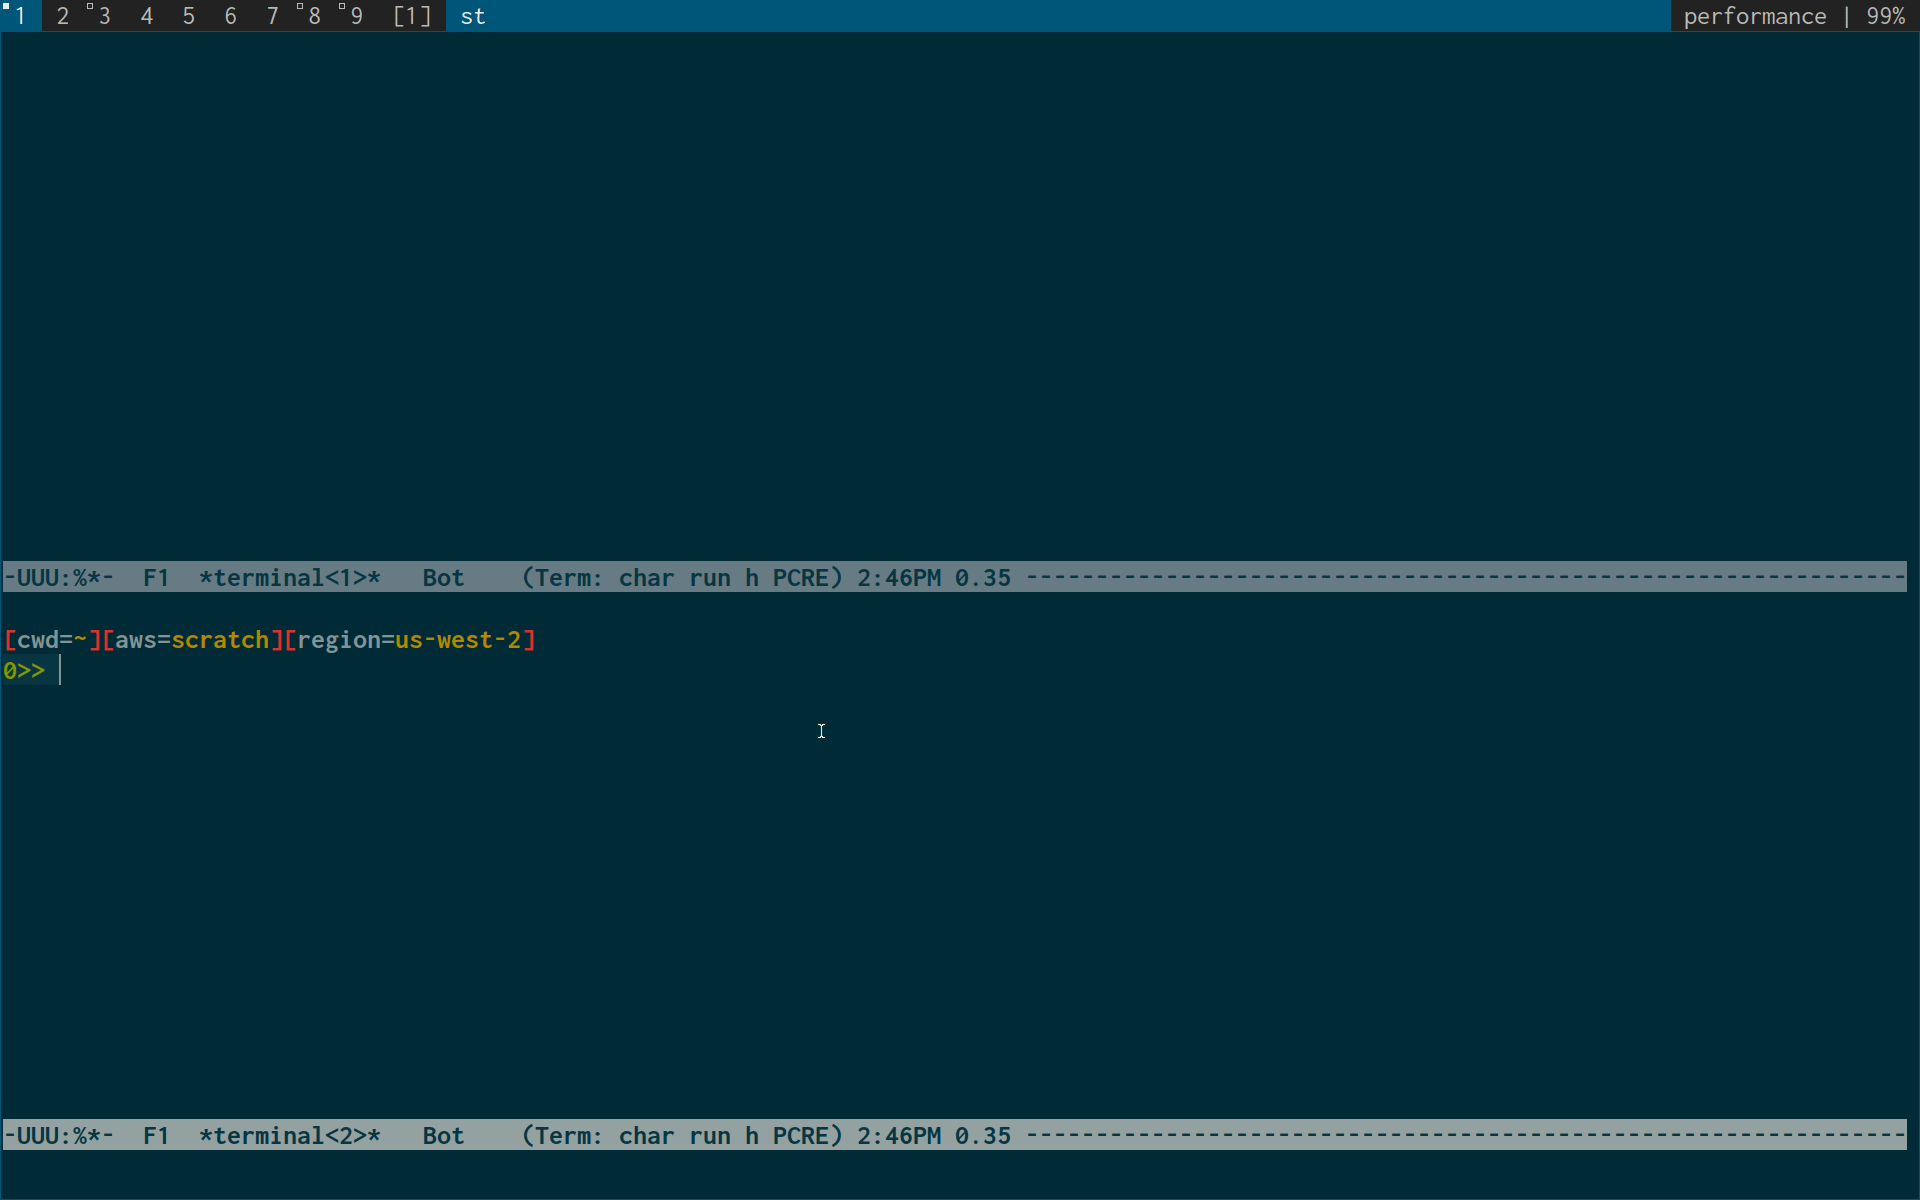 1 2 3 4 5 6 7 8 9 [1] st performance | 99%
-UUU:%*-  F1  *terminal<1>*   Bot    (Term: char run h PCRE) 2:46PM 0.35 ---------------------------------------------------------------
[cwd=~][aws=scratch][region=us-west-2]
0>>
-UUU:%*-  F1  *terminal<2>*   Bot    (Term: char run h PCRE) 2:46PM 0.35 ---------------------------------------------------------------